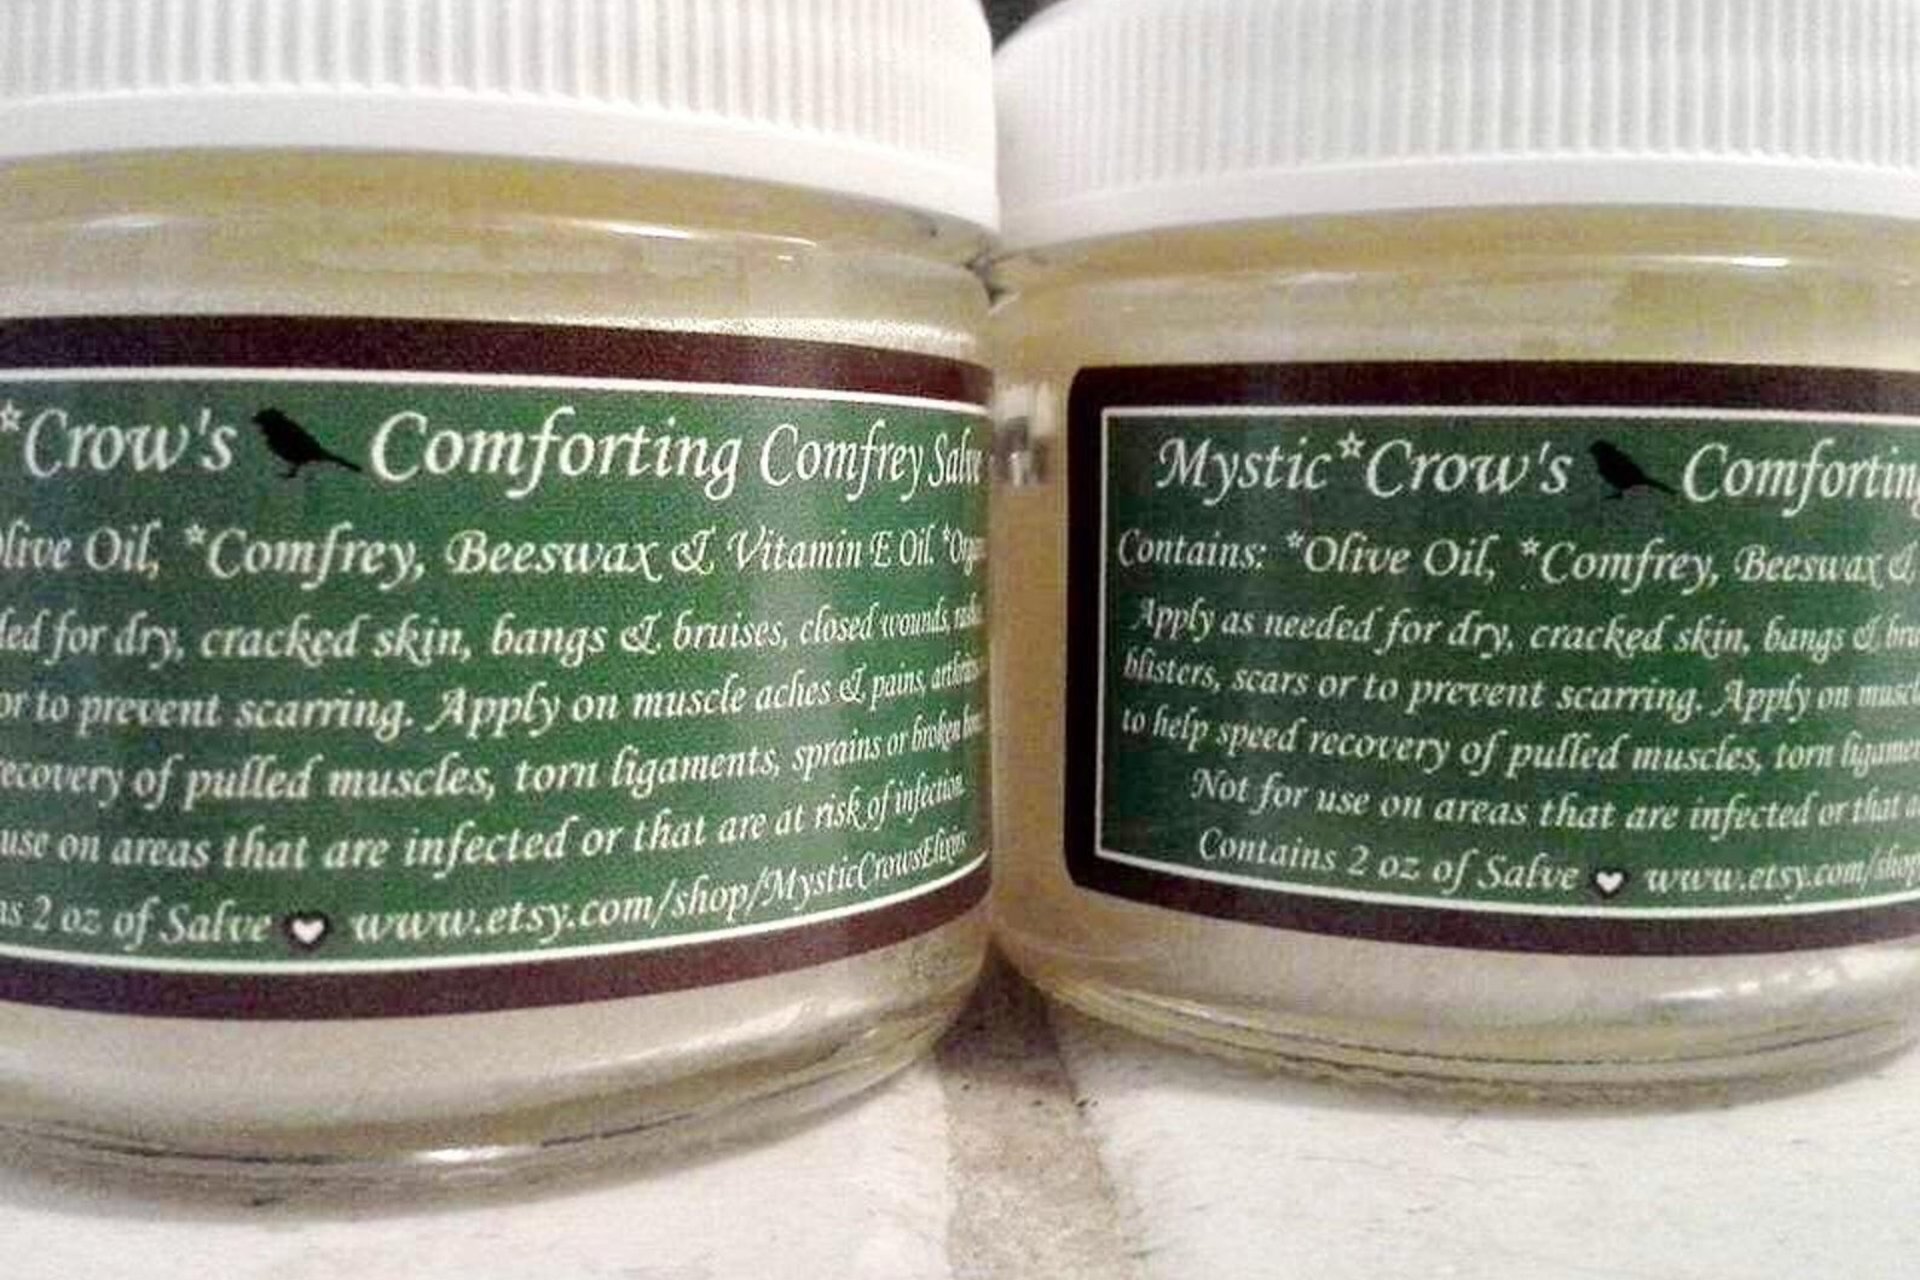 *Crow's Comforting Comfrey Salve
Olive Oil, *Comfrey, Beeswax & Vitamin E Oil.
for dry, cracked skin, bangs & bruises, closed wounds,
or to prevent scarring. Apply on muscle aches & pains,
recovery of pulled muscles, torn ligaments, sprains or broken
use on areas that are infected or that are at risk of infection.
2 oz of Salve www.etsy.com/shop/MysticCrowsElixirs
Mystic*Crow's Comforting
Contains: *Olive Oil, *Comfrey, Beeswax &
Apply as needed for dry, cracked skin, bangs &
blisters, scars or to prevent scarring. Apply on
to help speed recovery of pulled muscles, torn
Not for use on areas that are infected or that
Contains 2 oz of Salve www.etsy.com/shop